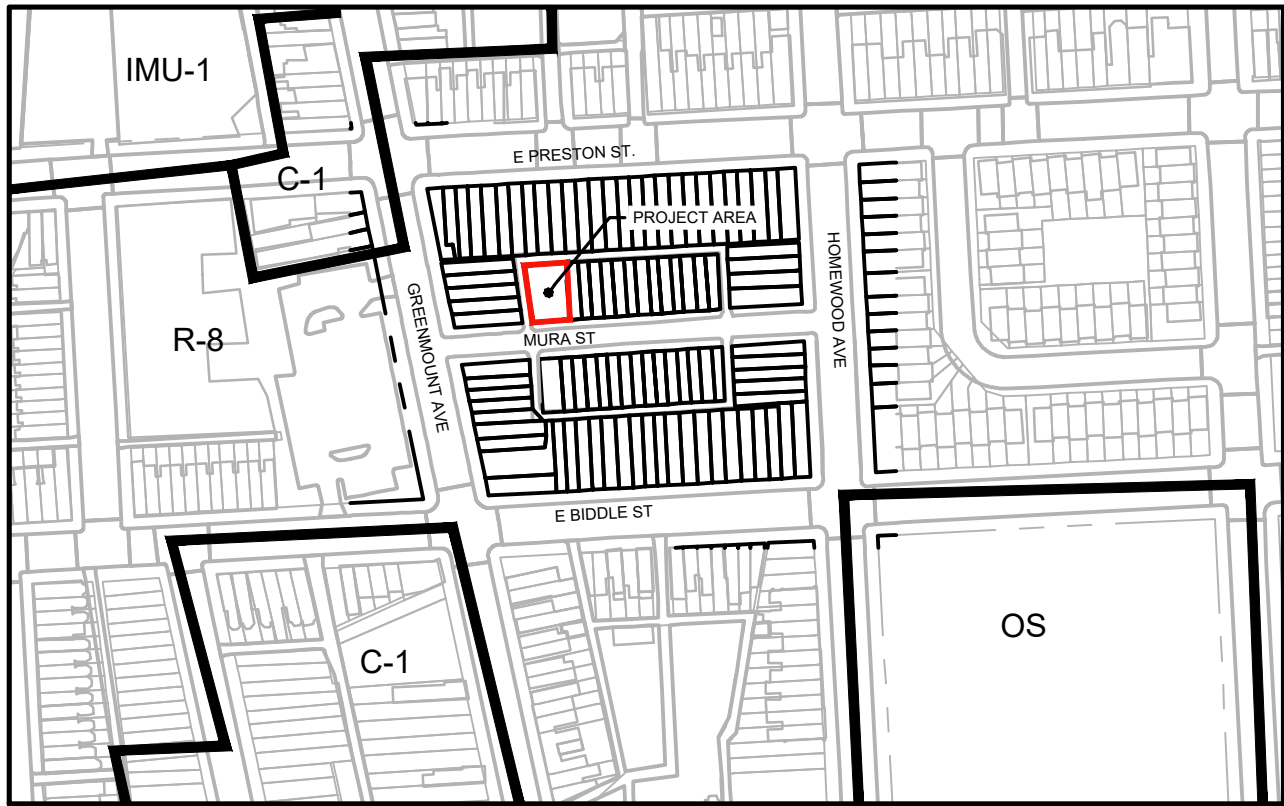 IMU-1
E PRESTON ST.
C-1
PROJECT AREA
HOMEWOOD AVE
GREENMOUNT AVE
R-8
MURA ST
E BIDDLE ST
OS
C-1